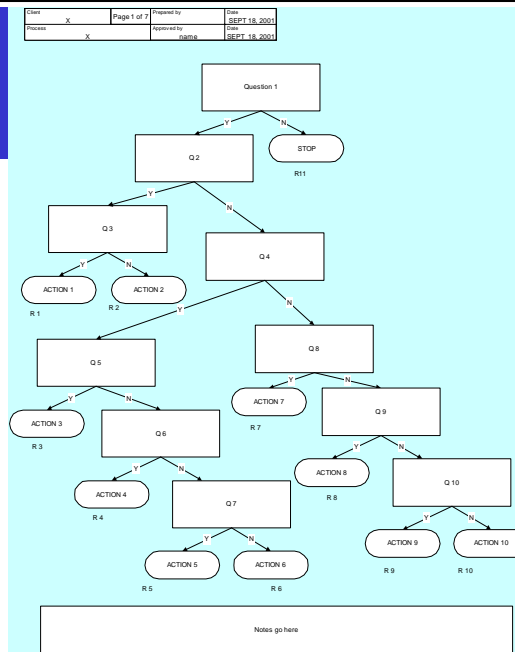 Client
X
Page 1 of 7
Prepared by
Date:
SEPT 18, 2001
Process
X
Approved by
name
Date:
SEPT 18, 2001
Question 1
Y
N
Q 2
STOP
R11
Y
N
Q 3
Q 4
Y
N
ACTION 1
ACTION 2
R 1
R 2
Y
N
Q 5
Q 8
Y
N
Y
N
ACTION 3
Q 6
ACTION 7
Q 9
R 3
R 7
Y
N
Y
N
ACTION 4
Q 7
ACTION 8
Q 10
R 4
R 8
Y
N
Y
N
ACTION 5
ACTION 6
ACTION 9
ACTION 10
R 5
R 6
R 9
R 10
Notes go here